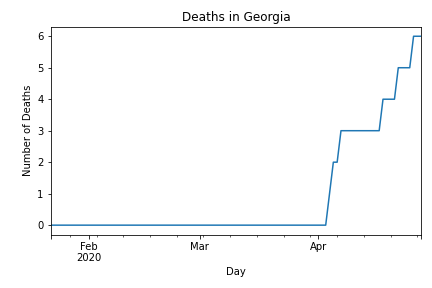 Deaths in Georgia
Number of Deaths
6
5
4
3
2
1
0
Feb
2020
Mar
Apr
Day